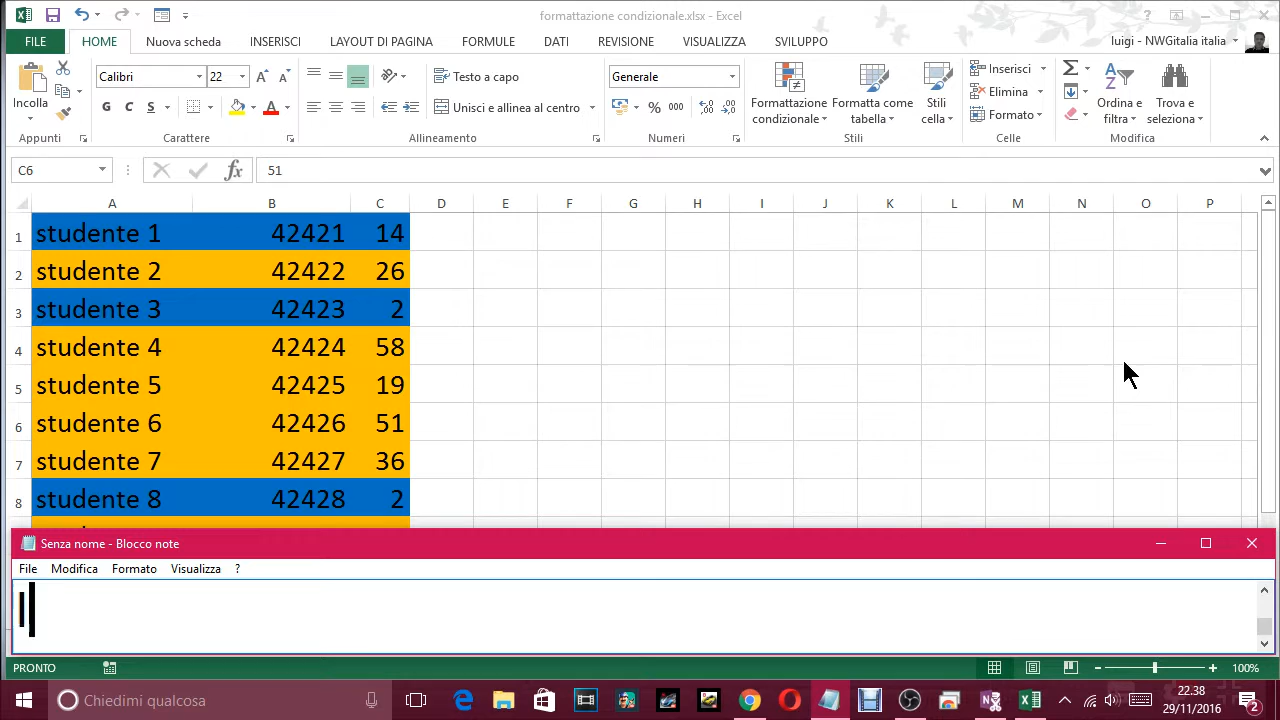 formattazione condizionale.xlsx - Excel
?
FILE
HOME
Nuova scheda
INSERISCI
LAYOUT DI PAGINA
FORMULE
DATI
REVISIONE
VISUALIZZA
SVILUPPO
luigi - NWGitalia italia
Incolla
Calibri
22
A A
G C S
A
Testo a capo
Unisci e allinea al centro
Generale
% 000
Formattazione condizionale
Formatta come tabella
Stili cella
Inserisci
Elimina
Formato
Σ
Ordina e filtra
Trova e seleziona
Appunti
Carattere
Allineamento
Numeri
Stili
Celle
Modifica
C6
fx
51
A B C D E F G H I J K L M N O P
1 studente 1 42421 14
2 studente 2 42422 26
3 studente 3 42423 2
4 studente 4 42424 58
5 studente 5 42425 19
6 studente 6 42426 51
7 studente 7 42427 36
8 studente 8 42428 2
Senza nome - Blocco note
File Modifica Formato Visualizza ?
PRONTO
100%
Chiedimi qualcosa
22.38
29/11/2016
2